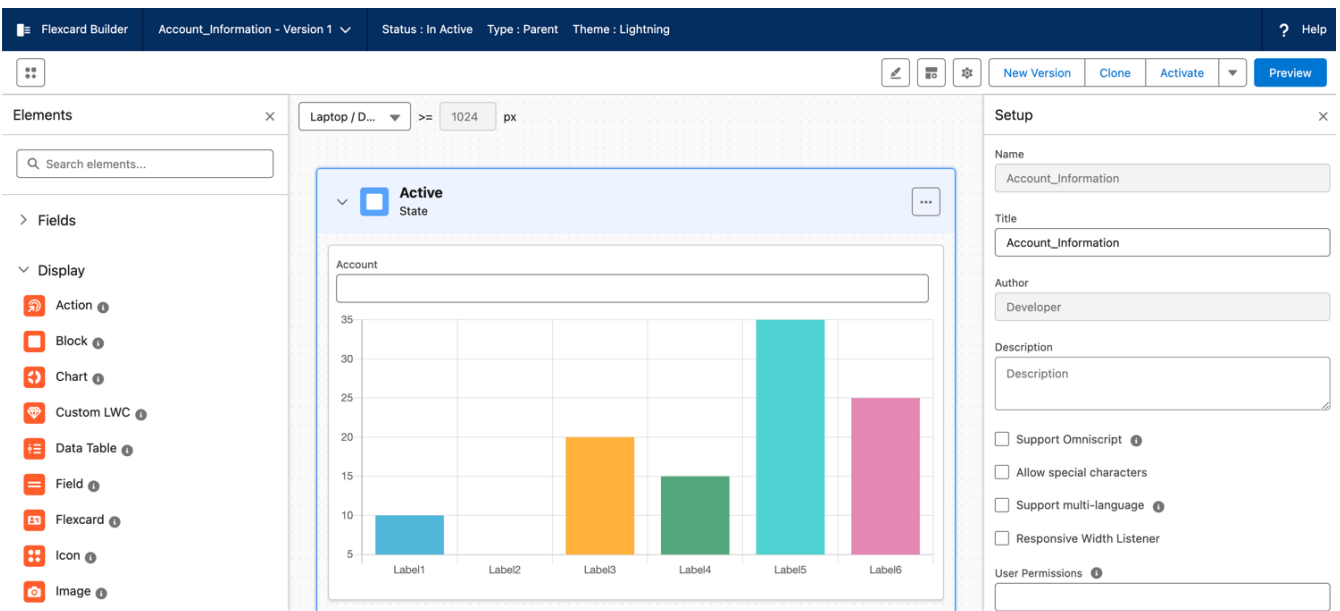 Flexcard Builder
Account_Information - Version 1
Status : In Active Type : Parent Theme : Lightning
? Help
New Version
Clone
Activate
Preview
Elements
Search elements...
Fields
Display
Action
Block
Chart
Custom LWC
Data Table
Field
Flexcard
Icon
Image
Laptop / D...
>= 1024 px
Active
State
Account
35
30
25
20
15
10
5
Label1 Label2 Label3 Label4 Label5 Label6
Setup
Name
Account_Information
Title
Account_Information
Author
Developer
Description
Description
Support Omniscript
Allow special characters
Support multi-language
Responsive Width Listener
User Permissions